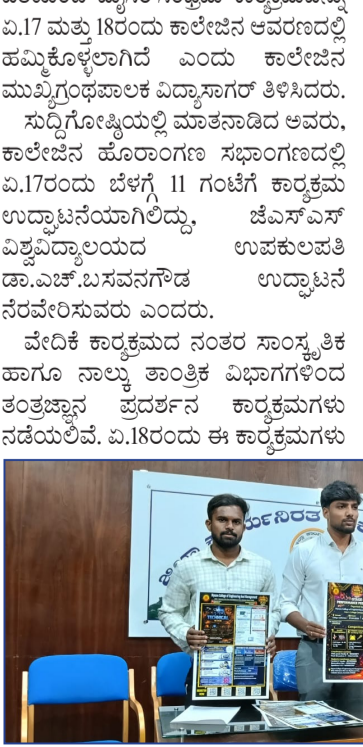 ಏ.17 ಮತ್ತು 18ರಂದು ಕಾಲೇಜಿನ ಆವರಣದಲ್ಲಿ
ಹಮ್ಮಿಕೊಳ್ಳಲಾಗಿದೆ ಎಂದು ಕಾಲೇಜಿನ
ಮುಖ್ಯಗ್ರಂಥಪಾಲಕ ವಿದ್ಯಾಸಾಗರ್ ತಿಳಿಸಿದರು.
ಸುದ್ದಿಗೋಷ್ಠಿಯಲ್ಲಿ ಮಾತನಾಡಿದ ಅವರು,
ಕಾಲೇಜಿನ ಹೊರಾಂಗಣ ಸಭಾಂಗಣದಲ್ಲಿ
ಏ.17ರಂದು ಬೆಳಗ್ಗೆ 11 ಗಂಟೆಗೆ ಕಾರ‍್ಯಕ್ರಮ
ಉದ್ಘಾಟನೆಯಾಗಿಲಿದ್ದು, ಜೆಎಸ್‌ಎಸ್
ವಿಶ್ವವಿದ್ಯಾಲಯದ ಉಪಕುಲಪತಿ
ಡಾ.ಎಚ್.ಬಸವನಗೌಡ ಉದ್ಘಾಟನೆ
ನೆರವೇರಿಸುವರು ಎಂದರು.
ವೇದಿಕೆ ಕಾರ‍್ಯಕ್ರಮದ ನಂತರ ಸಾಂಸ್ಕೃತಿಕ
ಹಾಗೂ ನಾಲ್ಕು ತಾಂತ್ರಿಕ ವಿಭಾಗಗಳಿಂದ
ತಂತ್ರಜ್ಞಾನ ಪ್ರದರ್ಶನ ಕಾರ‍್ಯಕ್ರಮಗಳು
ನಡೆಯಲಿವೆ. ಏ.18ರಂದು ಈ ಕಾರ‍್ಯಕ್ರಮಗಳು